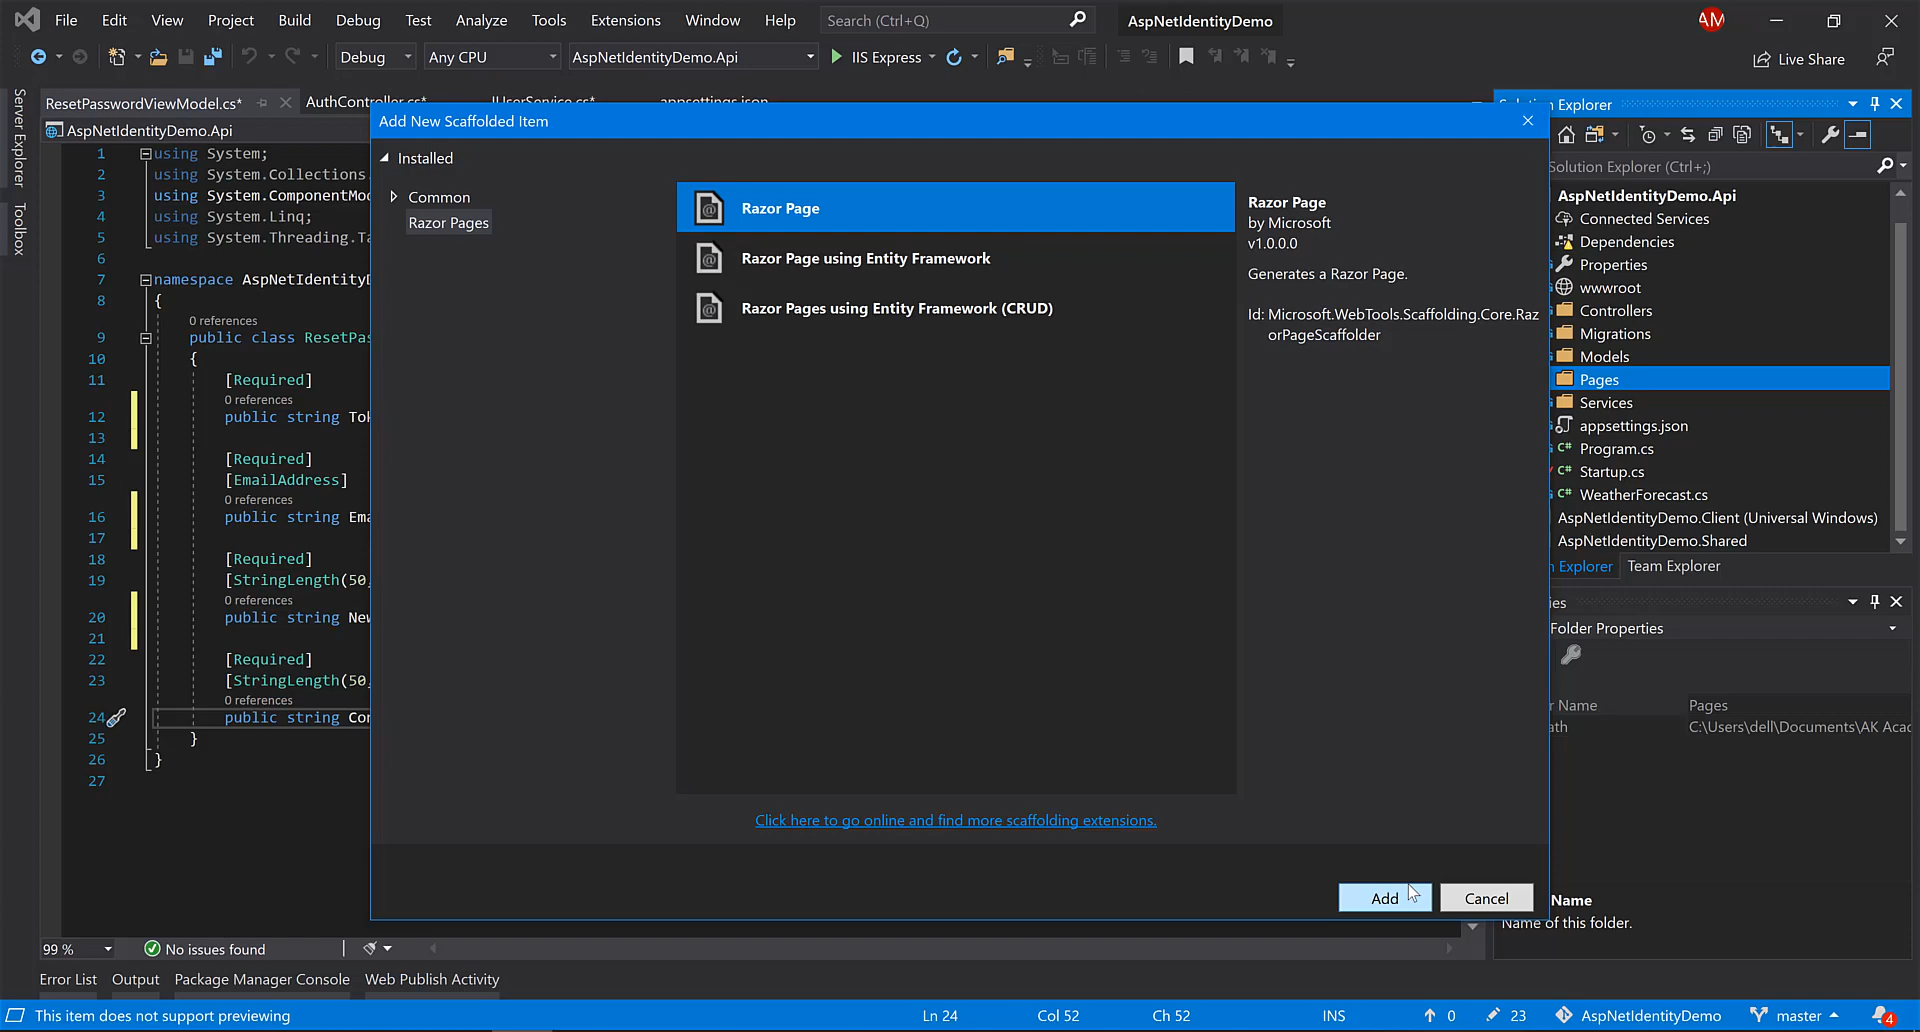 File Edit View Project Build Debug Test Analyze Tools Extensions Window Help Search (Ctrl+Q) AspNetIdentityDemo AM
Debug Any CPU AspNetIdentityDemo.Api IIS Express Live Share
Server Explorer
Toolbox
ResetPasswordViewModel.cs* AuthController.cs* IUserService.cs* appsettings.json
AspNetIdentityDemo.Api
1 using System;
2 using System.Collections.
3 using System.ComponentMod
4 using System.Linq;
5 using System.Threading.Ta
6
7 namespace AspNetIdentityD
8 {
0 references
9 public class ResetPas
10 {
11 [Required]
0 references
12 public string Tok
13
14 [Required]
15 [EmailAddress]
0 references
16 public string Ema
17
18 [Required]
19 [StringLength(50,
0 references
20 public string New
21
22 [Required]
23 [StringLength(50,
0 references
24 public string Con
25 }
26 }
27
Add New Scaffolded Item
Installed
Common
Razor Pages
Razor Page
Razor Page using Entity Framework
Razor Pages using Entity Framework (CRUD)
Razor Page
by Microsoft
v1.0.0.0
Generates a Razor Page.
Id: Microsoft.WebTools.Scaffolding.Core.Raz
orPageScaffolder
Click here to go online and find more scaffolding extensions.
Add Cancel
Solution Explorer
Solution Explorer (Ctrl+;)
AspNetIdentityDemo.Api
Connected Services
Dependencies
Properties
wwwroot
Controllers
Migrations
Models
Pages
Services
appsettings.json
C# Program.cs
C# Startup.cs
C# WeatherForecast.cs
AspNetIdentityDemo.Client (Universal Windows)
AspNetIdentityDemo.Shared
n Explorer Team Explorer
ies
Folder Properties
r Name Pages
ath C:\Users\dell\Documents\AK Acad
Name
Name of this folder.
99 % No issues found
Error List Output Package Manager Console Web Publish Activity
This item does not support previewing Ln 24 Col 52 Ch 52 INS 0 23 AspNetIdentityDemo master 4